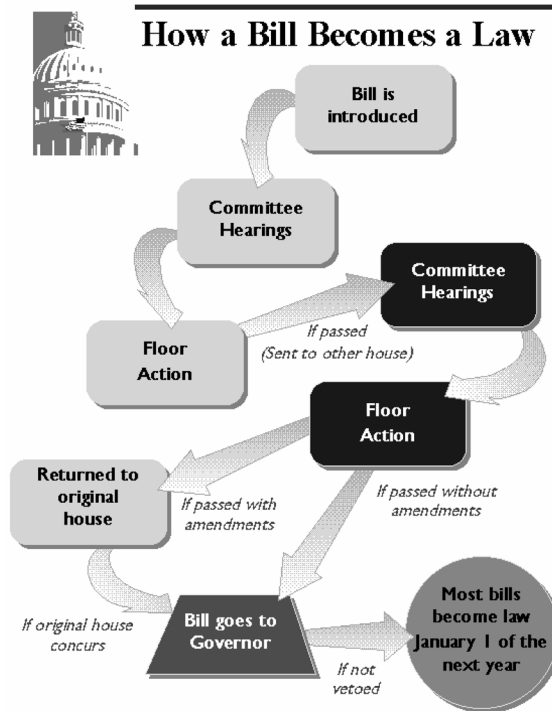 How a Bill Becomes a Law
Bill is
introduced
Committee
Hearings
Committee
Hearings
Floor
Action
If passed
(Sent to other house)
Floor
Action
Returned to
original
house
If passed with
amendments
If passed without
amendments
If original house
concurs
Bill goes to
Governor
If not
vetoed
Most bills
become law
January 1 of the
next year